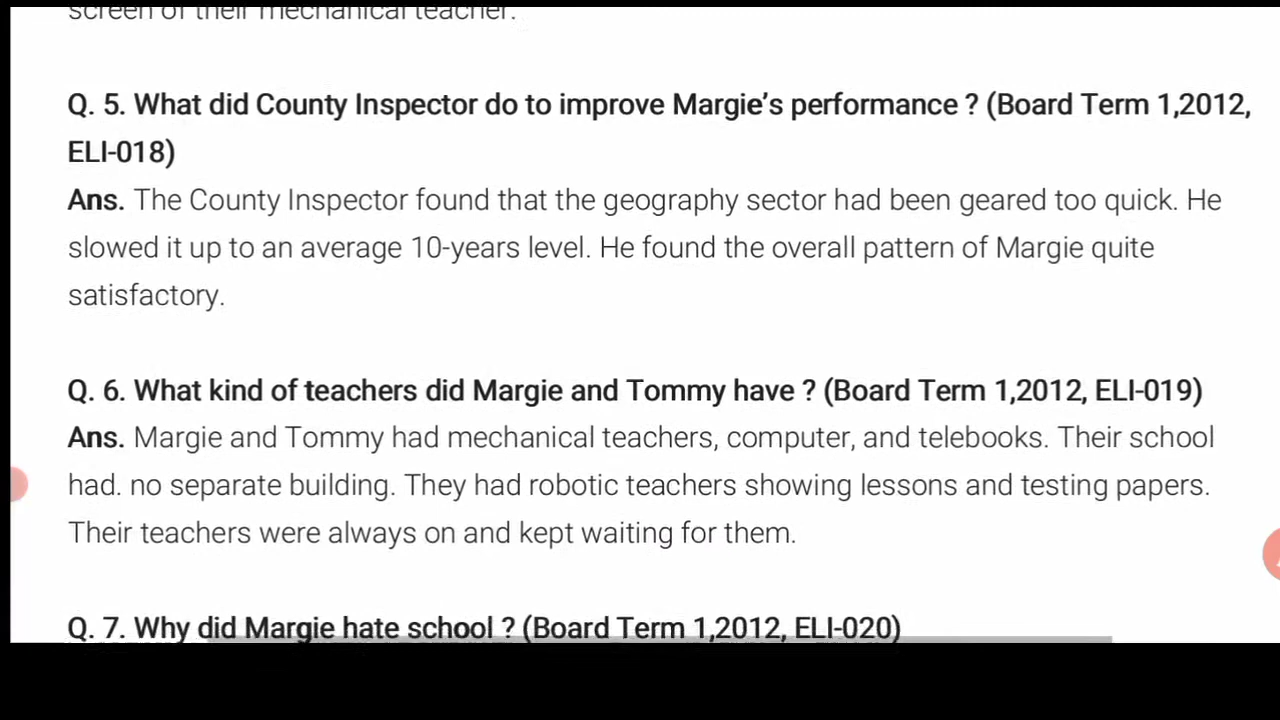 screen of their mechanical teacher.
Q. 5. What did County Inspector do to improve Margie’s performance ? (Board Term 1,2012,
ELI-018)
Ans. The County Inspector found that the geography sector had been geared too quick. He
slowed it up to an average 10-years level. He found the overall pattern of Margie quite
satisfactory.
Q. 6. What kind of teachers did Margie and Tommy have ? (Board Term 1,2012, ELI-019)
Ans. Margie and Tommy had mechanical teachers, computer, and telebooks. Their school
had. no separate building. They had robotic teachers showing lessons and testing papers.
Their teachers were always on and kept waiting for them.
Q. 7. Why did Margie hate school ? (Board Term 1,2012, ELI-020)